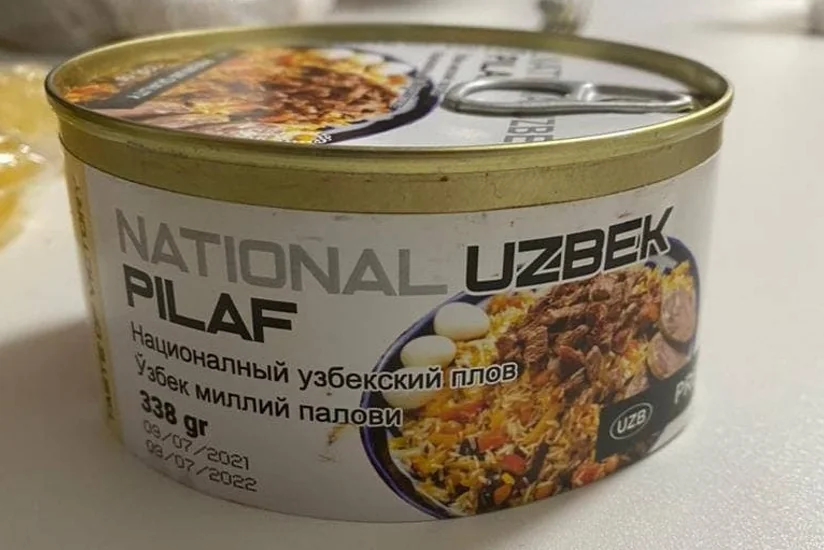 NATIONAL UZBEK
PILAF
Националный узбекский плов
Ўзбек миллий палови
338 gr
09/07/2021
09/07/2022
UZB